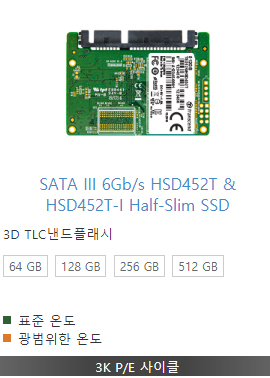 SATA III 6Gb/s HSD452T &
HSD452T-I Half-Slim SSD
3D TLC낸드플래시
64 GB
128 GB
256 GB
512 GB
표준 온도
광범위한 온도
3K P/E 사이클